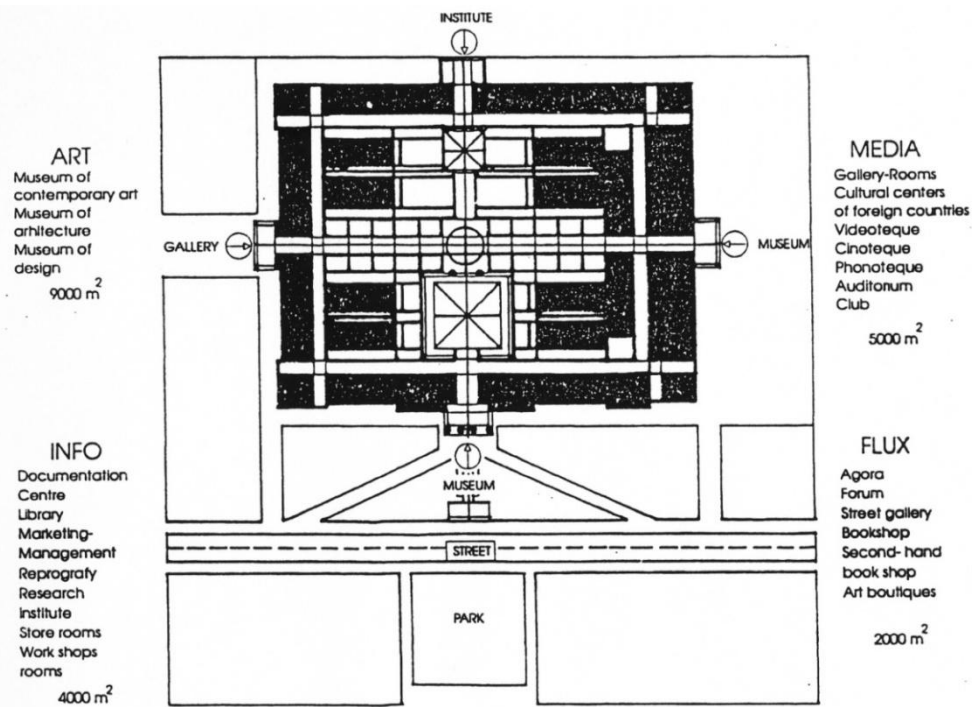 INSTITUTE
ART
Museum of
contemporary art
Museum of
arhitecture
Museum of
design
9000 m²
GALLERY
MUSEUM
MEDIA
Gallery-Rooms
Cultural centers
of foreign countries
Videoteque
Cinoteque
Phonoteque
Auditorium
Club
5000 m²
INFO
Documentation
Centre
Library
Marketing-
Management
Reprografy
Research
institute
Store rooms
Work shops
rooms
4000 m²
MUSEUM
STREET
PARK
FLUX
Agora
Forum
Street gallery
Bookshop
Second- hand
book shop
Art boutiques
2000 m²